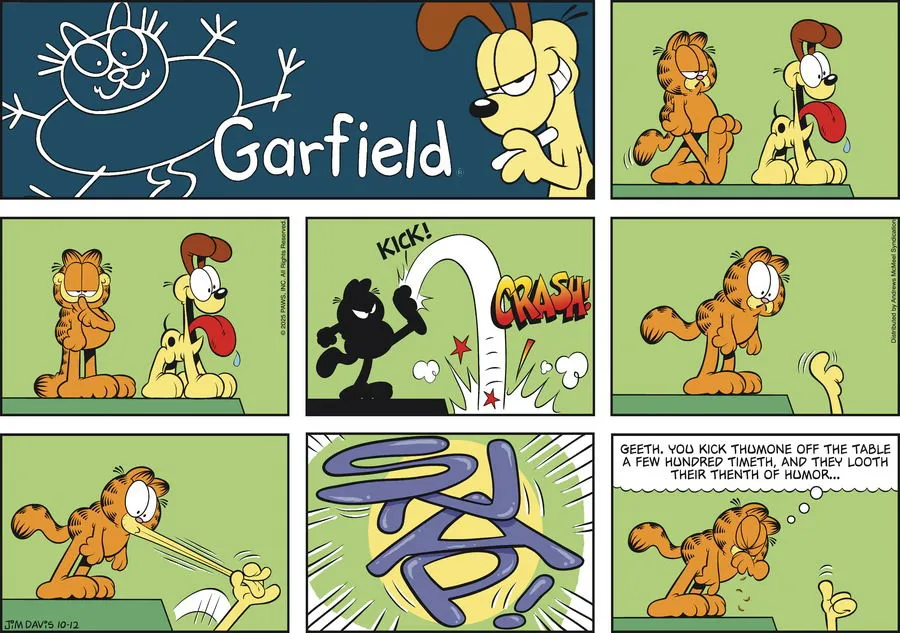 Garfield
®
© 2025 PAWS, INC. All Rights Reserved.
KICK!
CRASH!
Distributed by Andrews McMeel Syndication
JIM DAVIS 10-12
SNAP!
GEETH. YOU KICK THUMONE OFF THE TABLE
A FEW HUNDRED TIMETH, AND THEY LOOTH
THEIR THENTH OF HUMOR...